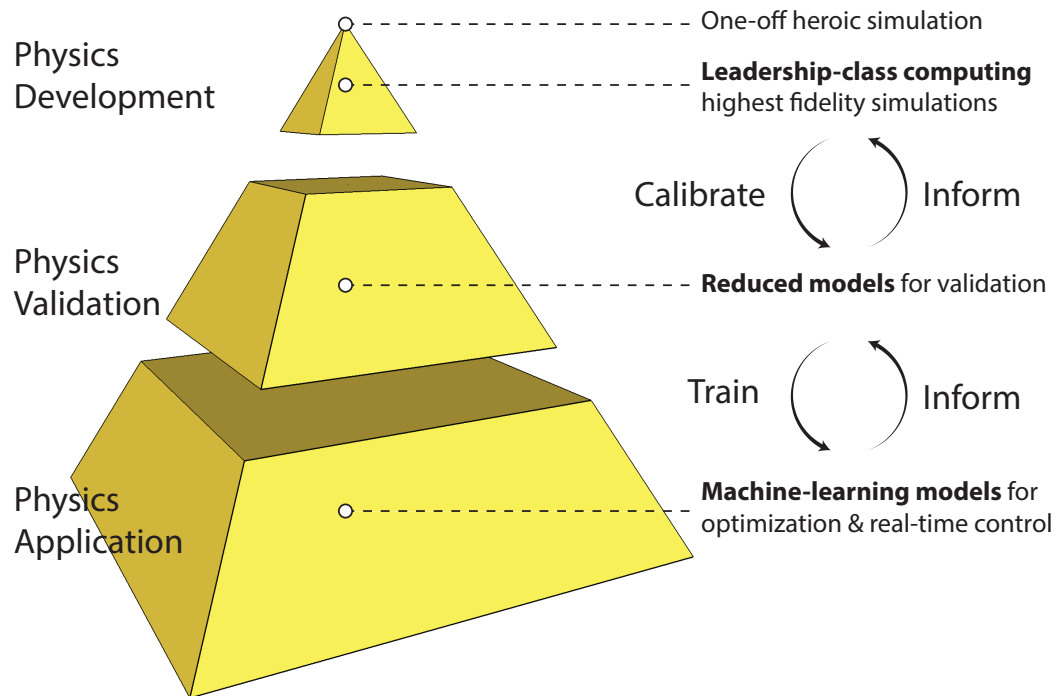 One-off heroic simulation
Physics
Development
Leadership-class computing
highest fidelity simulations
Calibrate
Inform
Physics
Validation
Reduced models for validation
Train
Inform
Physics
Application
Machine-learning models for
optimization & real-time control